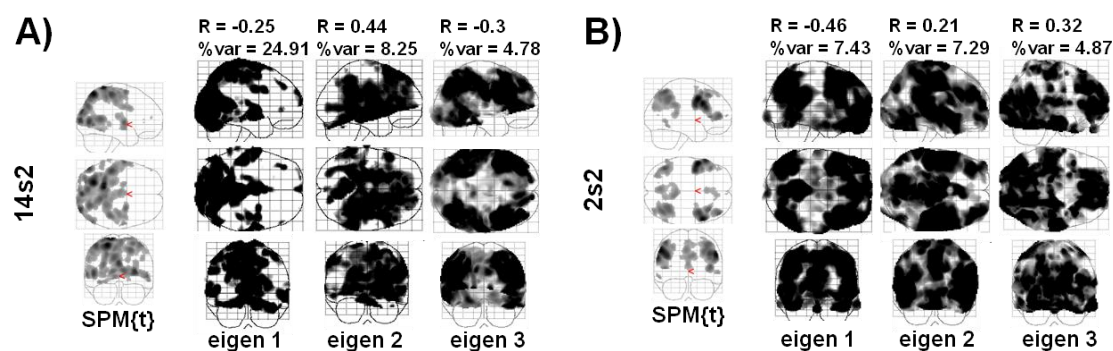 A)
R = -0.25
%var = 24.91
R = 0.44
%var = 8.25
R = -0.3
%var = 4.78
14s2
SPM{t}
eigen 1
eigen 2
eigen 3
B)
R = -0.46
%var = 7.43
R = 0.21
%var = 7.29
R = 0.32
%var = 4.87
2s2
SPM{t}
eigen 1
eigen 2
eigen 3